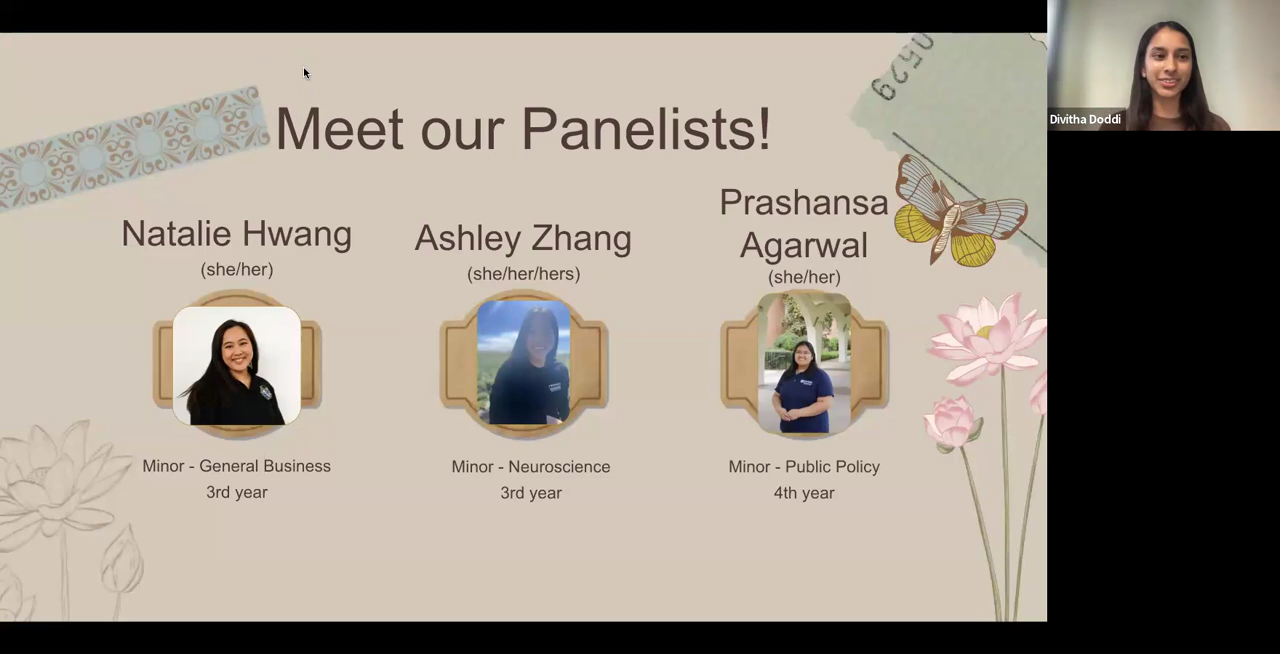 Meet our Panelists!
Natalie Hwang
(she/her)
Minor - General Business
3rd year
Ashley Zhang
(she/her/hers)
Minor - Neuroscience
3rd year
Prashansa
Agarwal
(she/her)
Minor - Public Policy
4th year
0529
Divitha Doddi